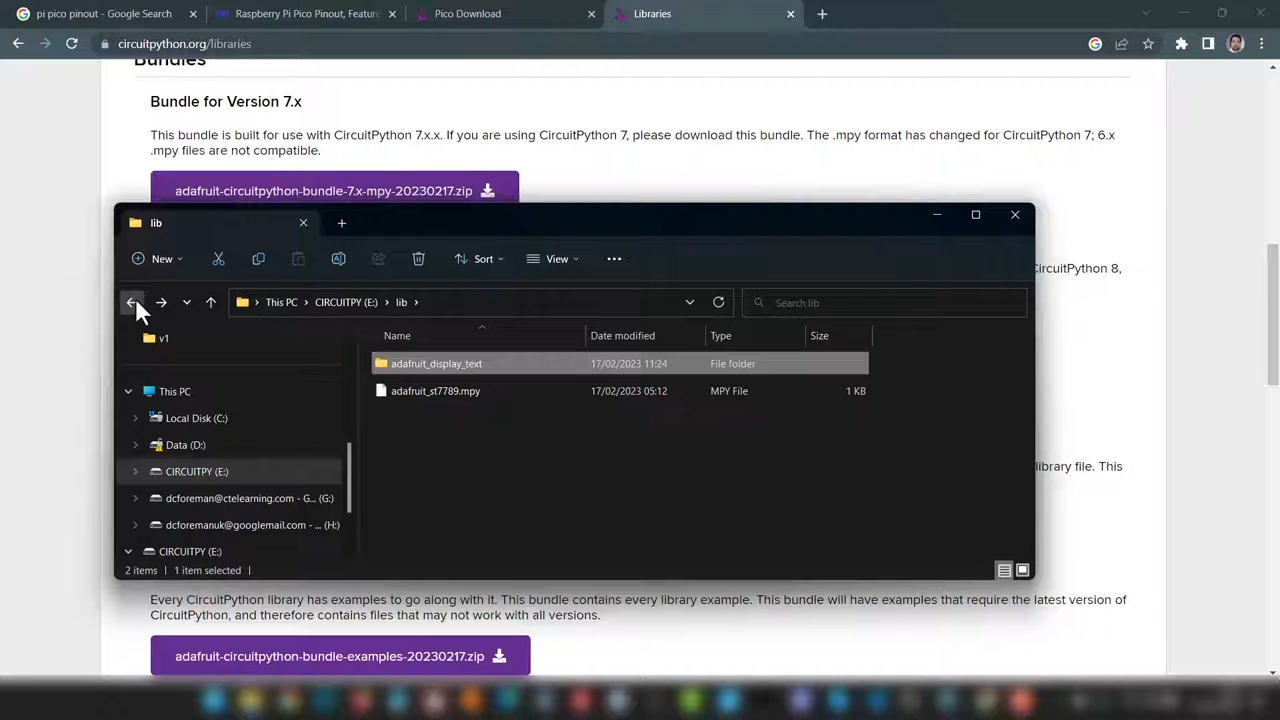 pi pico pinout - Google Search
Raspberry Pi Pico Pinout, Feature
Pico Download
Libraries
circuitpython.org/libraries
Bundles
Bundle for Version 7.x
This bundle is built for use with CircuitPython 7.x.x. If you are using CircuitPython 7, please download this bundle. The .mpy format has changed for CircuitPython 7; 6.x
.mpy files are not compatible.
adafruit-circuitpython-bundle-7.x-mpy-20230217.zip
lib
New
Sort
View
CircuitPython 8,
This PC
CIRCUITPY (E:)
lib
Search lib
v1
Name
Date modified
Type
Size
adafruit_display_text
17/02/2023 11:24
File folder
adafruit_st7789.mpy
17/02/2023 05:12
MPY File
1 KB
This PC
Local Disk (C:)
Data (D:)
CIRCUITPY (E:)
dcforeman@ctelearning.com - G... (G:)
dcforemanuk@googlemail.com - ... (H:)
CIRCUITPY (E:)
library file. This
2 items
1 item selected
Every CircuitPython library has examples to go along with it. This bundle contains every library example. This bundle will have examples that require the latest version of
CircuitPython, and therefore contains files that may not work with all versions.
adafruit-circuitpython-bundle-examples-20230217.zip